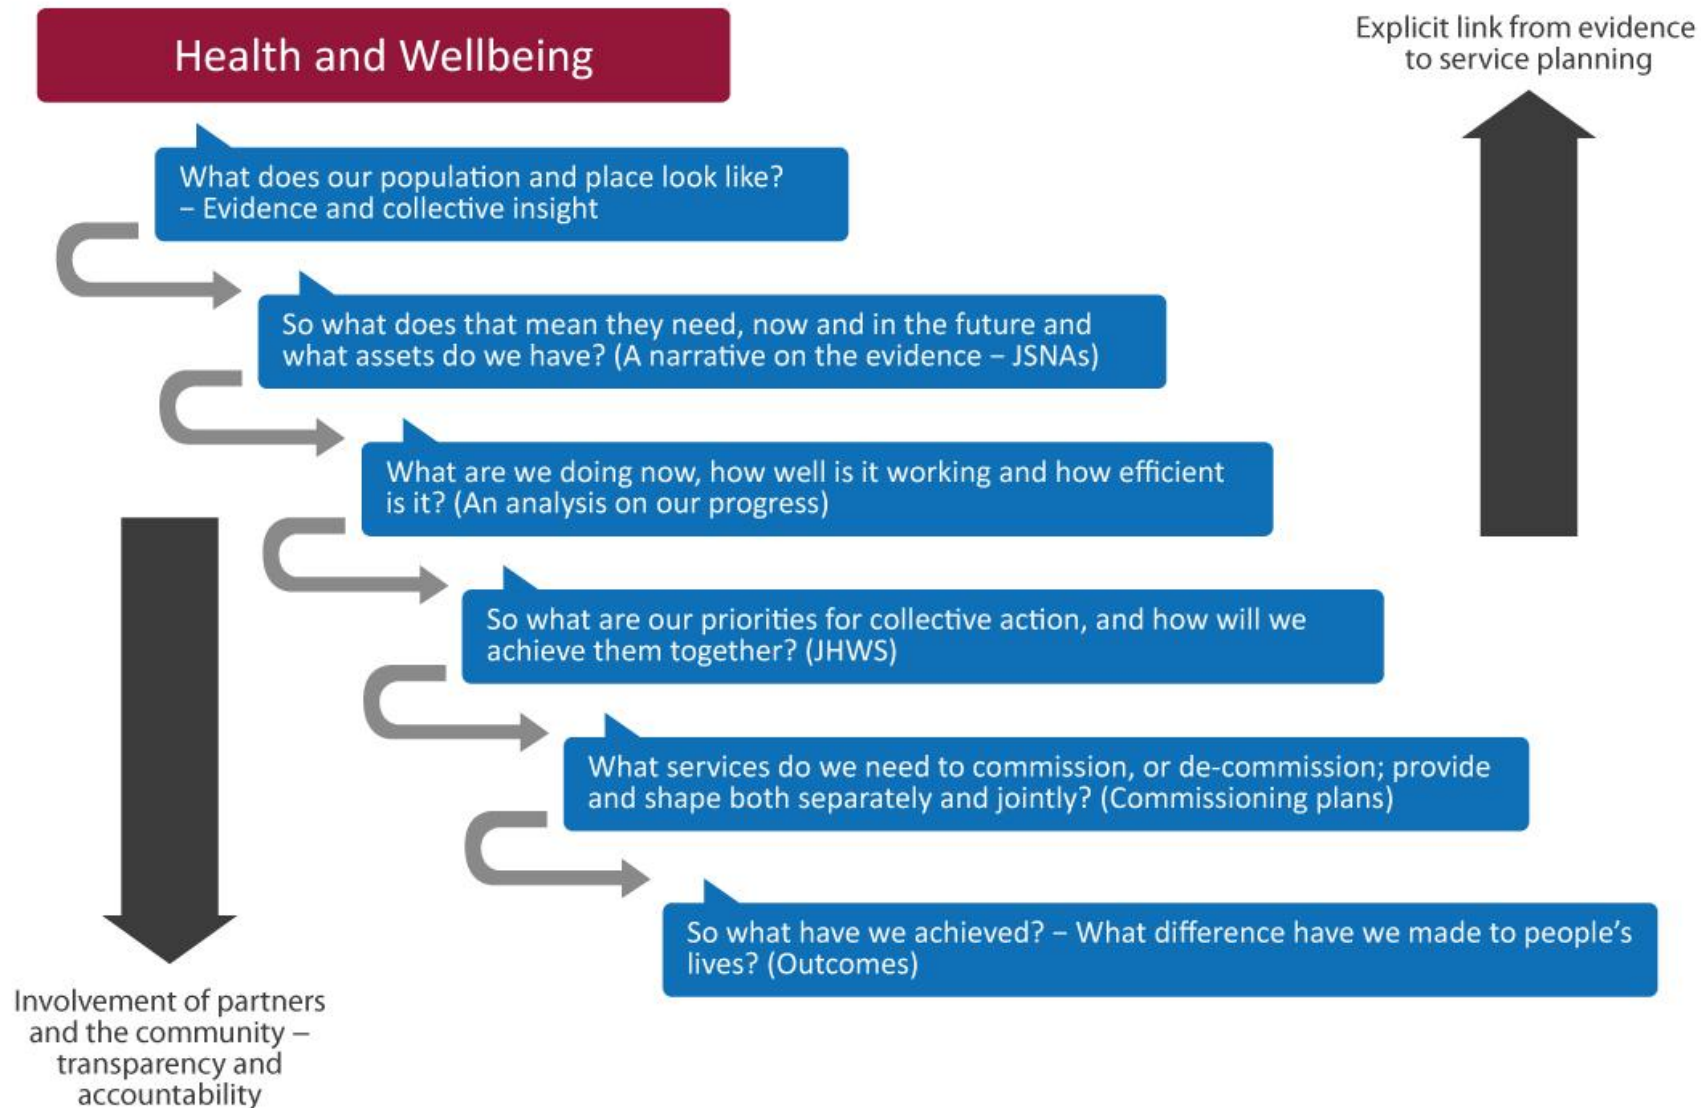 Health and Wellbeing
Explicit link from evidence
to service planning
What does our population and place look like?
– Evidence and collective insight
So what does that mean they need, now and in the future and
what assets do we have? (A narrative on the evidence – JSNAs)
What are we doing now, how well is it working and how efficient
is it? (An analysis on our progress)
So what are our priorities for collective action, and how will we
achieve them together? (JHWS)
What services do we need to commission, or de-commission; provide
and shape both separately and jointly? (Commissioning plans)
So what have we achieved? – What difference have we made to people’s
lives? (Outcomes)
Involvement of partners
and the community –
transparency and
accountability